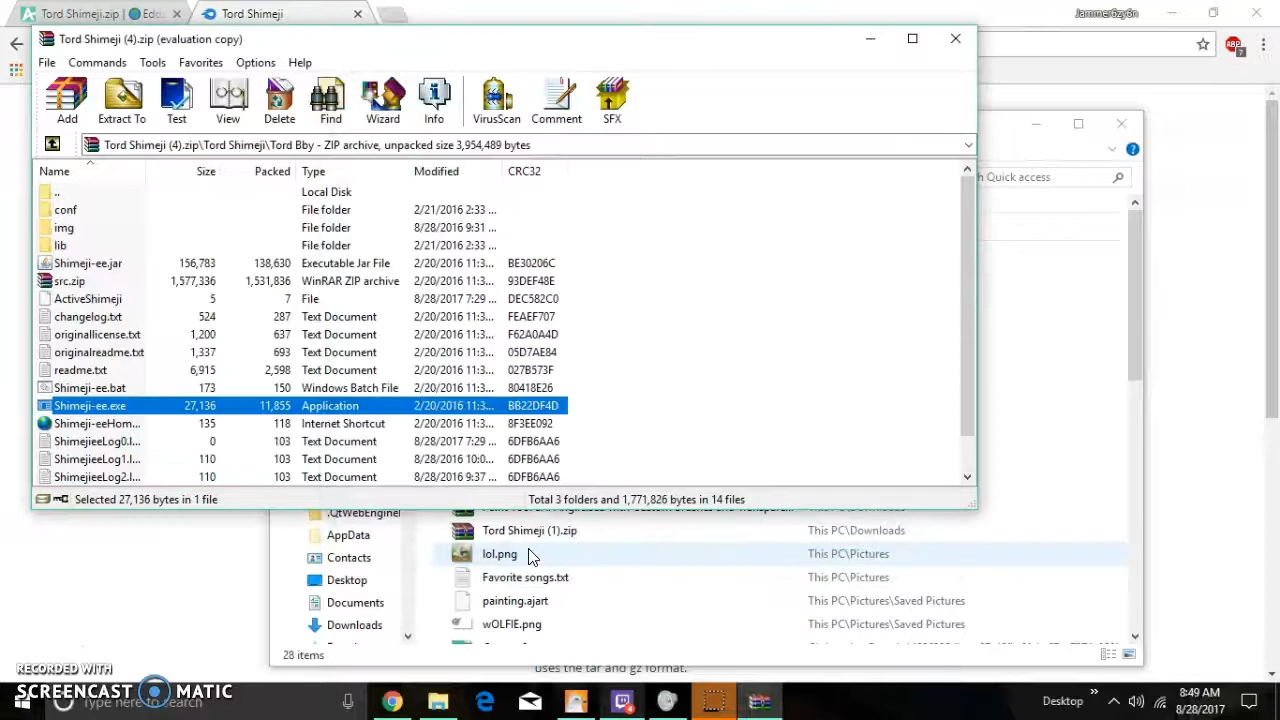 Tord Shimeji.zip | Edd
Tord Shimeji
Jammer6zy6n
Tord Shimeji (4).zip (evaluation copy)
File Commands Tools Favorites Options Help
Add Extract To Test View Delete Find Wizard Info VirusScan Comment SFX
Tord Shimeji (4).zip\Tord Shimeji\Tord Bby - ZIP archive, unpacked size 3,954,489 bytes
Name Size Packed Type Modified CRC32
.. Local Disk
conf File folder 2/21/2016 2:33 ...
img File folder 8/28/2016 9:31 ...
lib File folder 2/21/2016 2:33 ...
Shimeji-ee.jar 156,783 138,630 Executable Jar File 2/20/2016 11:3... BE30206C
src.zip 1,577,336 1,531,836 WinRAR ZIP archive 2/20/2016 11:3... 93DEF48E
ActiveShimeji 5 7 File 8/28/2017 7:29 ... DEC582C0
changelog.txt 524 287 Text Document 2/20/2016 11:3... FEAEF707
originallicense.txt 1,200 637 Text Document 2/20/2016 11:3... F62A0A4D
originalreadme.txt 1,337 693 Text Document 2/20/2016 11:3... 05D7AE84
readme.txt 6,915 2,598 Text Document 2/20/2016 11:3... 027B573F
Shimeji-ee.bat 173 150 Windows Batch File 2/20/2016 11:3... 80418E26
Shimeji-ee.exe 27,136 11,855 Application 2/20/2016 11:3... BB22DF4D
Shimeji-eeHom... 135 118 Internet Shortcut 2/20/2016 11:3... 8F3EE092
ShimejieeLog0.l... 0 103 Text Document 8/28/2017 7:29 ... 6DFB6AA6
ShimejieeLog1.l... 110 103 Text Document 8/28/2016 10:0... 6DFB6AA6
ShimejieeLog2.l... 110 103 Text Document 8/28/2016 9:37 ... 6DFB6AA6
Selected 27,136 bytes in 1 file Total 3 folders and 1,771,826 bytes in 14 files
h Quick access
.QtWebEngine
AppData
Contacts
Desktop
Documents
Downloads
Tord Shimeji (1).zip This PC\Downloads
lol.png This PC\Pictures
Favorite songs.txt This PC\Pictures
painting.ajart This PC\Pictures\Saved Pictures
wOLFIE.png This PC\Pictures\Saved Pictures
28 items
uses the tar and gz format.
RECORDED WITH
SCREENCAST MATIC
Type here to search
Desktop
8:49 AM
8/28/2017